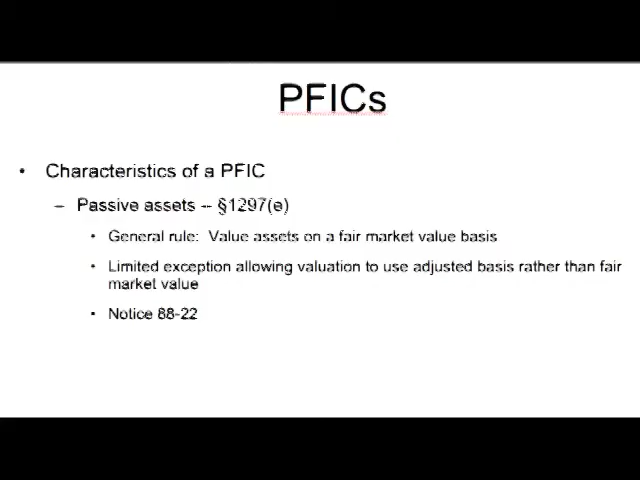 PFICs
• Characteristics of a PFIC
– Passive assets -- §1297(e)
• General rule: Value assets on a fair market value basis
• Limited exception allowing valuation to use adjusted basis rather than fair
market value
• Notice 88-22